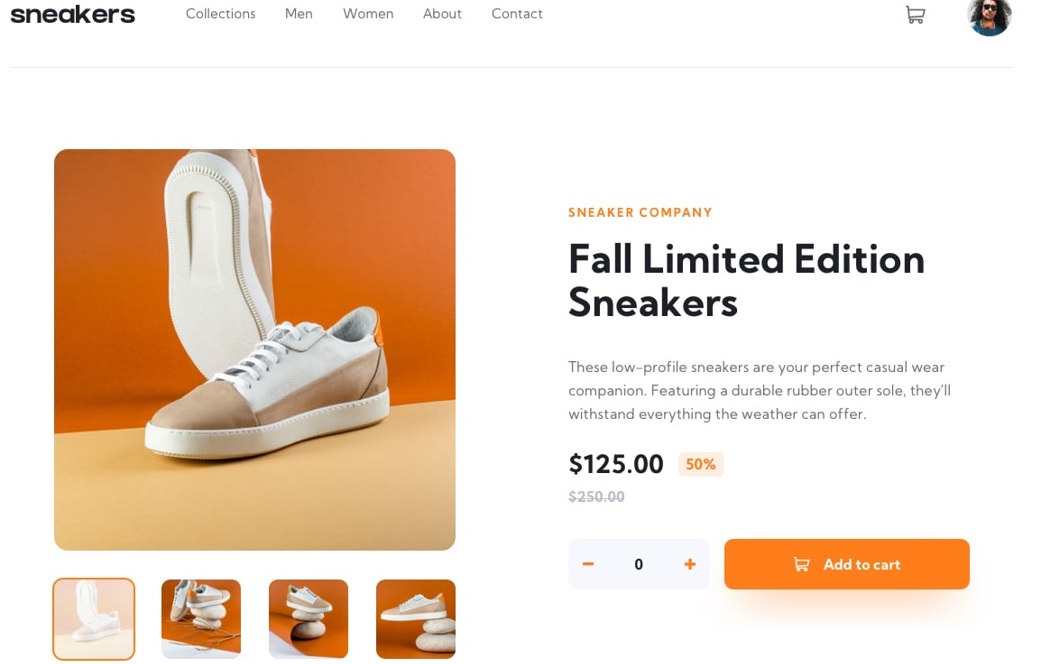 sneakers
Collections Men Women About Contact
SNEAKER COMPANY
Fall Limited Edition
Sneakers
These low-profile sneakers are your perfect casual wear
companion. Featuring a durable rubber outer sole, they'll
withstand everything the weather can offer.
$125.00 50%
$250.00
0 Add to cart